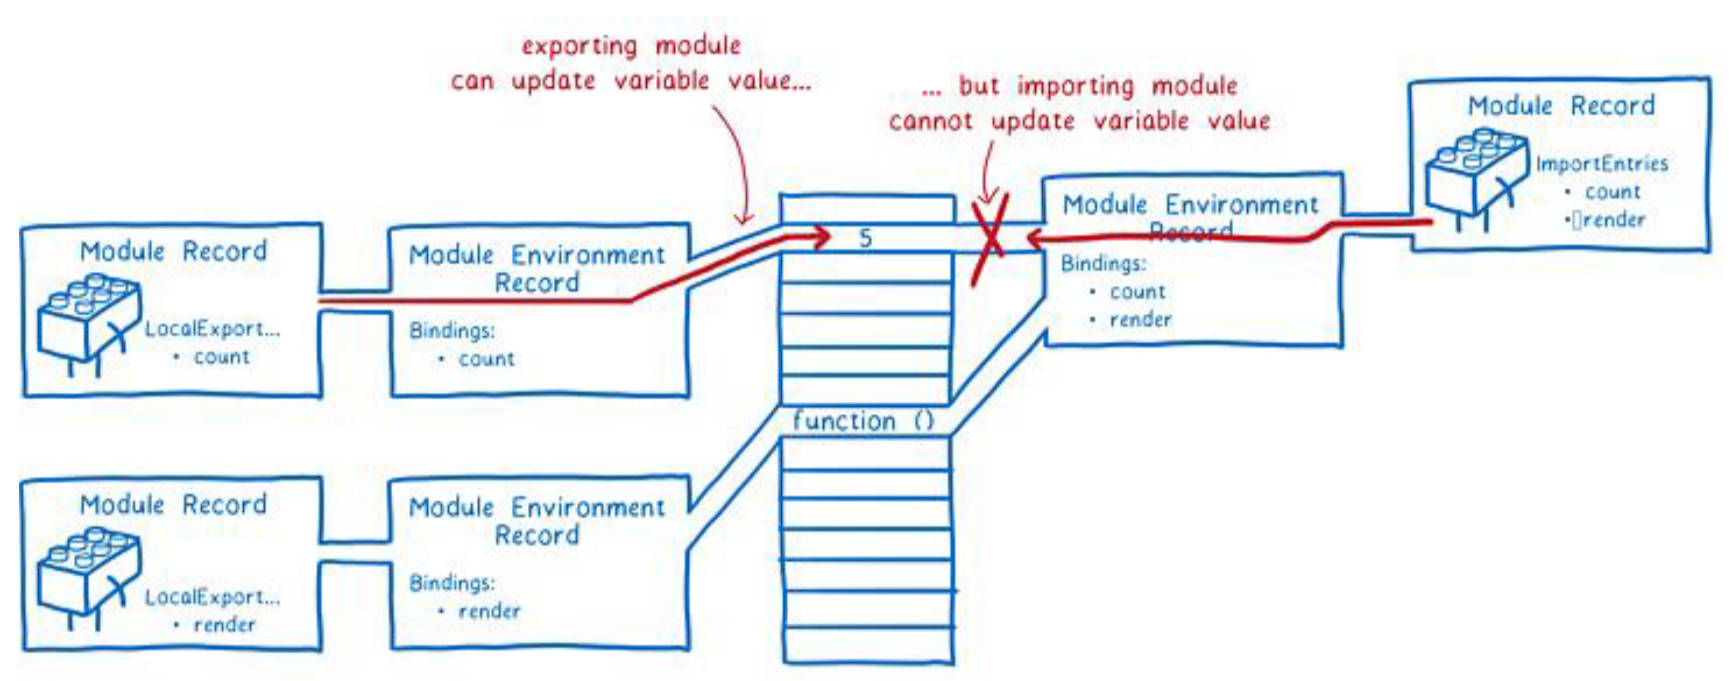 exporting module
can update variable value...
... but importing module
cannot update variable value
Module Record
ImportEntries
• count
•▯render
Module Environment
Record
Bindings:
• count
• render
5
function ()
Module Record
LocalExport...
• count
Module Environment
Record
Bindings:
• count
Module Record
LocalExport...
• render
Module Environment
Record
Bindings:
• render